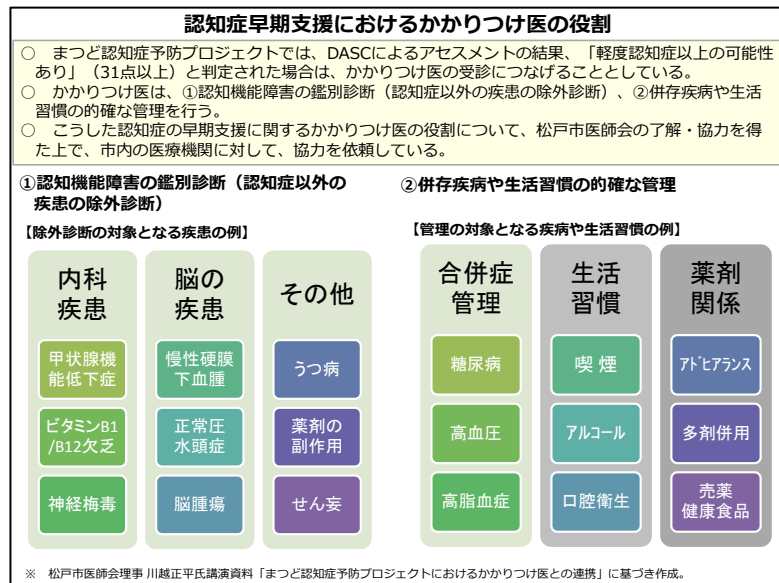 認知症早期支援におけるかかりつけ医の役割
○　まつど認知症予防プロジェクトでは、DASCによるアセスメントの結果、「軽度認知症以上の可能性
あり」（31点以上）と判定された場合は、かかりつけ医の受診につなげることとしている。
○　かかりつけ医は、①認知機能障害の鑑別診断（認知症以外の疾患の除外診断）、②併存疾病や生活
習慣の的確な管理を行う。
○　こうした認知症の早期支援に関するかかりつけ医の役割について、松戸市医師会の了解・協力を得
た上で、市内の医療機関に対して、協力を依頼している。
①認知機能障害の鑑別診断（認知症以外の
疾患の除外診断）
【除外診断の対象となる疾患の例】
内科
疾患
甲状腺機
能低下症
ビタミンB1
/B12欠乏
神経梅毒
脳の
疾患
慢性硬膜
下血腫
正常圧
水頭症
脳腫瘍
その他
うつ病
薬剤の
副作用
せん妄
②併存疾病や生活習慣の的確な管理
【管理の対象となる疾病や生活習慣の例】
合併症
管理
糖尿病
高血圧
高脂血症
生活
習慣
喫 煙
アルコール
口腔衛生
薬剤
関係
アドヒアランス
多剤併用
売薬
健康食品
※　松戸市医師会理事 川越正平氏講演資料「まつど認知症予防プロジェクトにおけるかかりつけ医との連携」に基づき作成。